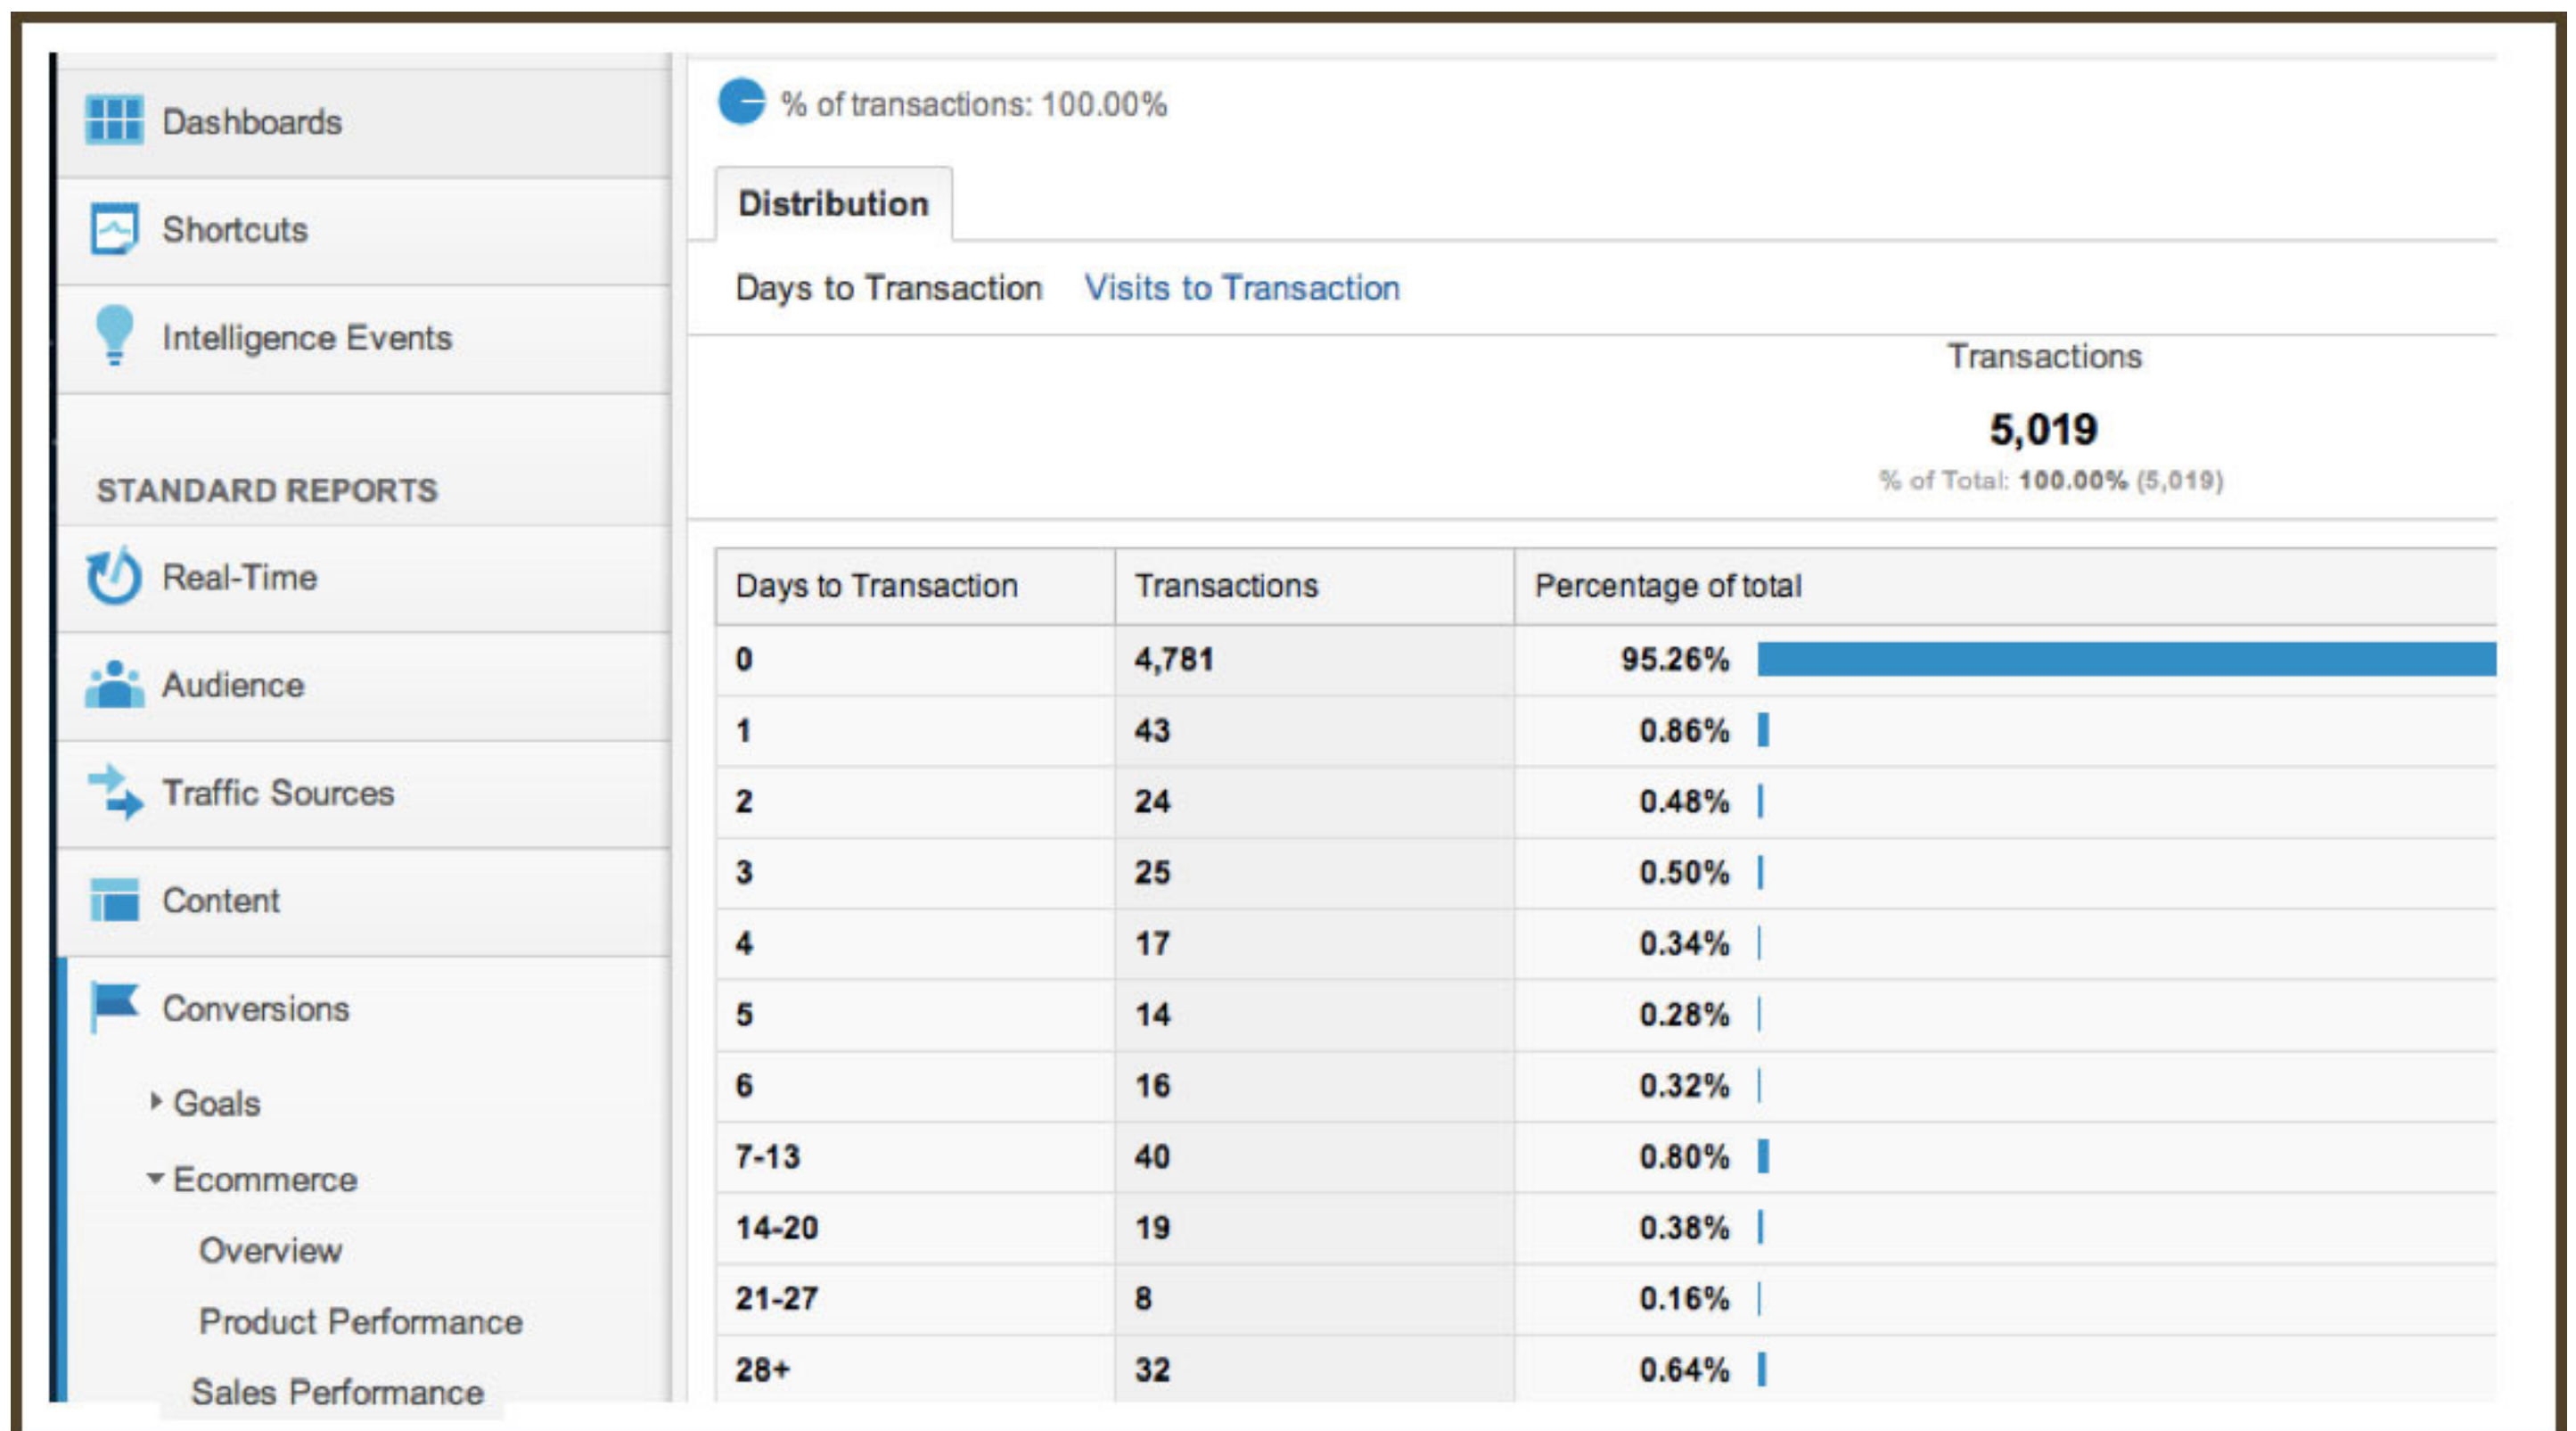 Dashboards
Shortcuts
Intelligence Events
STANDARD REPORTS
Real-Time
Audience
Traffic Sources
Content
Conversions
Goals
Ecommerce
Overview
Product Performance
Sales Performance
% of transactions: 100.00%
Distribution
Days to Transaction Visits to Transaction
Transactions
5,019
% of Total: 100.00% (5,019)
Days to Transaction Transactions Percentage of total
0 4,781 95.26%
1 43 0.86%
2 24 0.48%
3 25 0.50%
4 17 0.34%
5 14 0.28%
6 16 0.32%
7-13 40 0.80%
14-20 19 0.38%
21-27 8 0.16%
28+ 32 0.64%